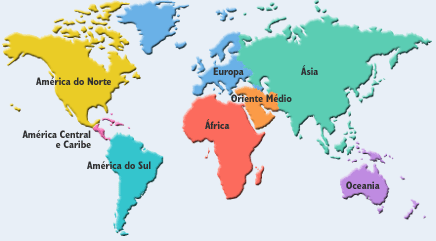 Europa
Ásia
América do Norte
Oriente Médio
África
América Central
e Caribe
América do Sul
Oceania